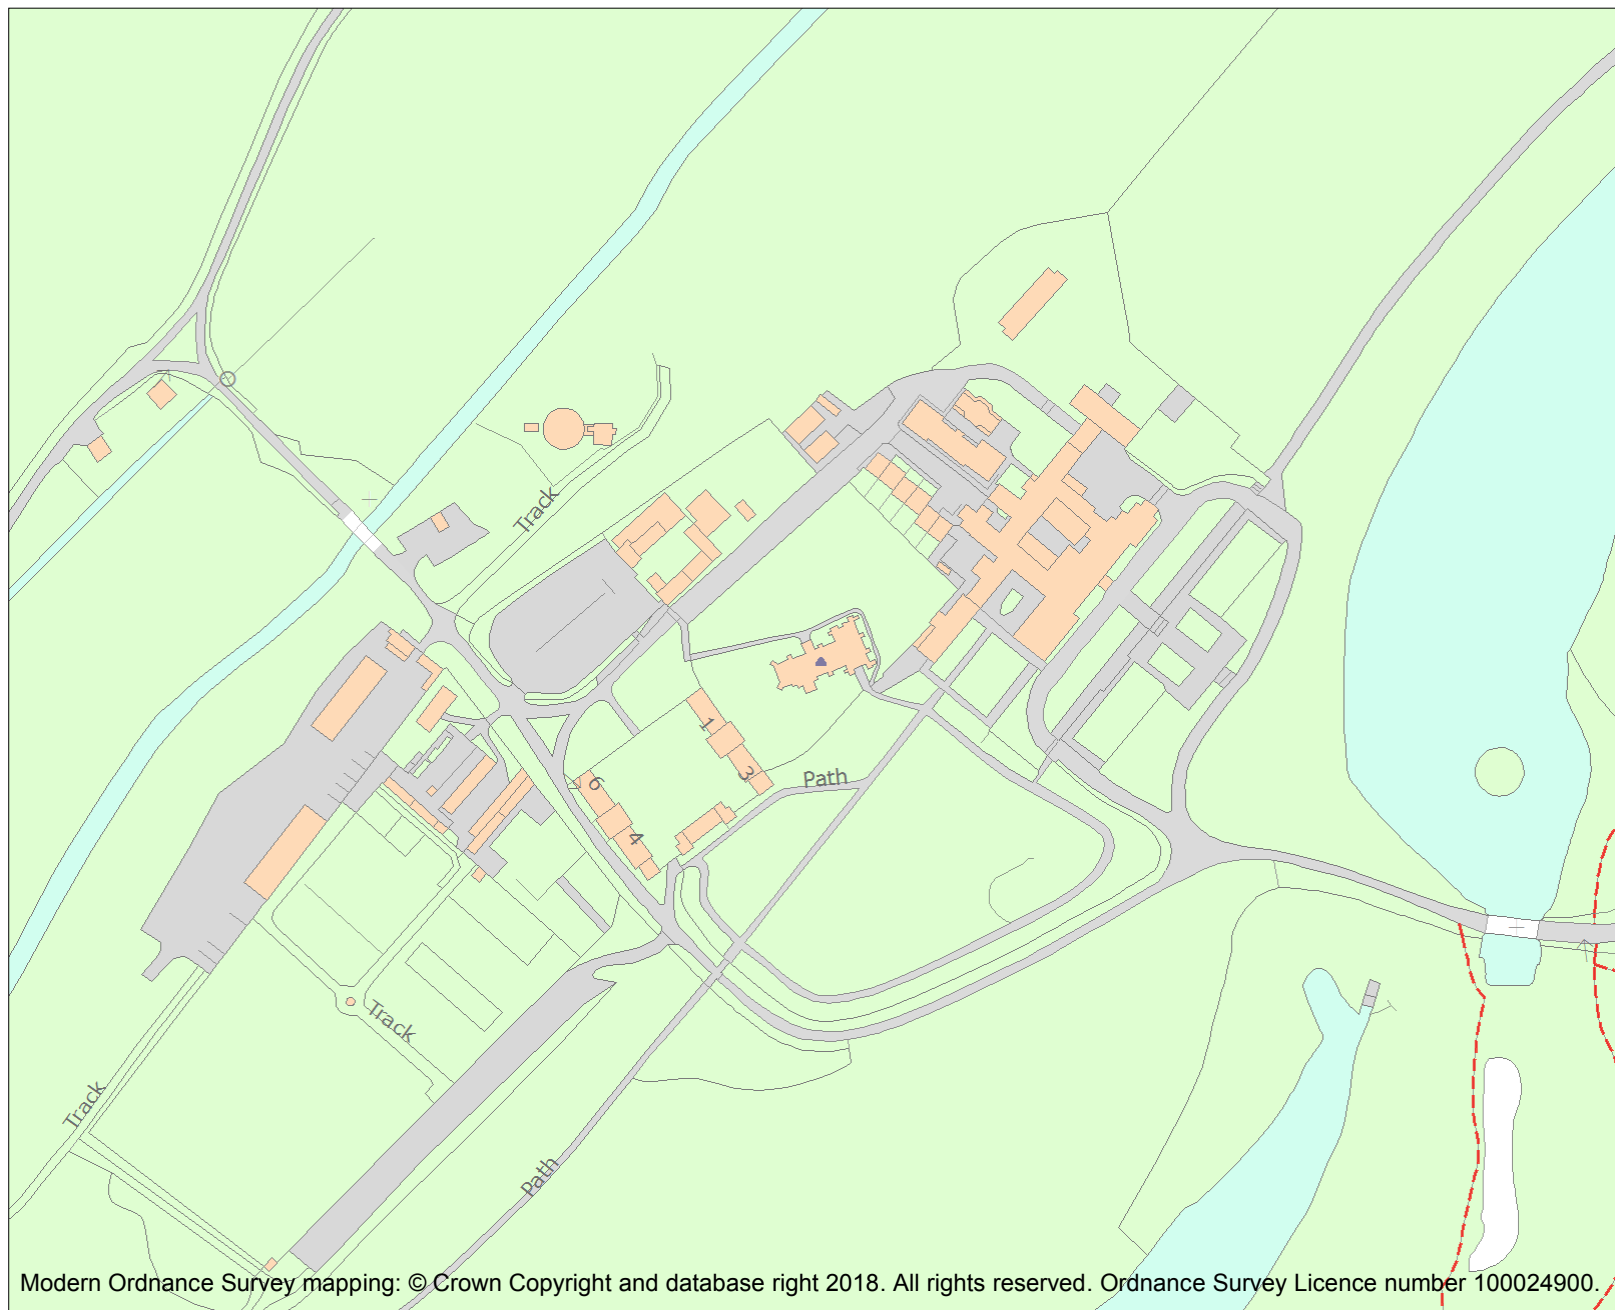 Track
1
3
Path
6
4
Track
Track
Path
Modern Ordnance Survey mapping: © Crown Copyright and database right 2018. All rights reserved. Ordnance Survey Licence number 100024900.